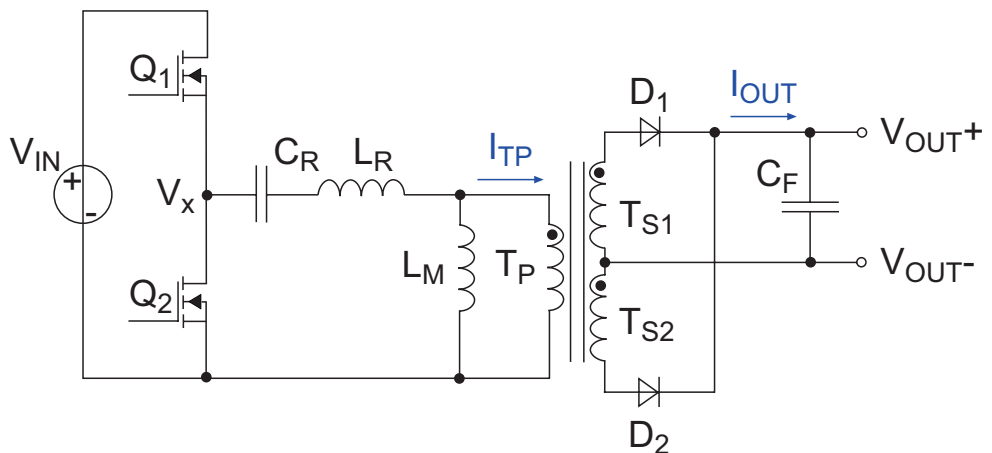 Q1
D1
IOUT
VOUT+
VIN
+
-
CR
LR
ITP
Vx
TS1
CF
LM
TP
VOUT-
Q2
TS2
D2